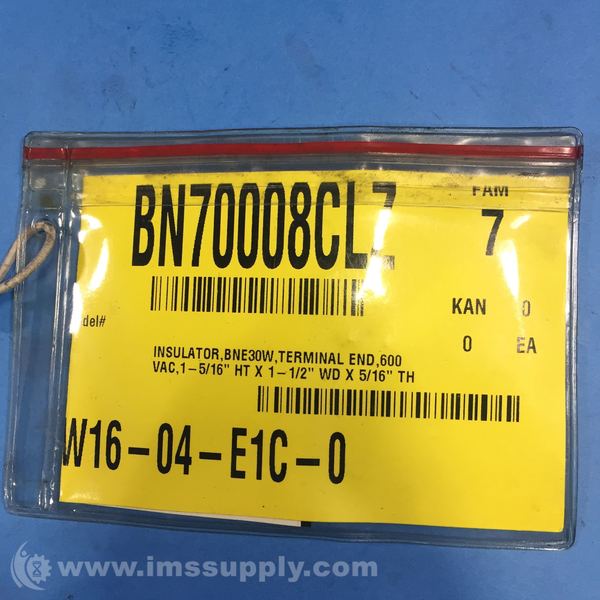 BN70008CLZ
FAM
7
del#
KAN 0
0 EA
INSULATOR,BNE30W,TERMINAL END,600
VAC,1-5/16" HT X 1-1/2" WD X 5/16" TH
W16-04-E1C-0
www.imssupply.com